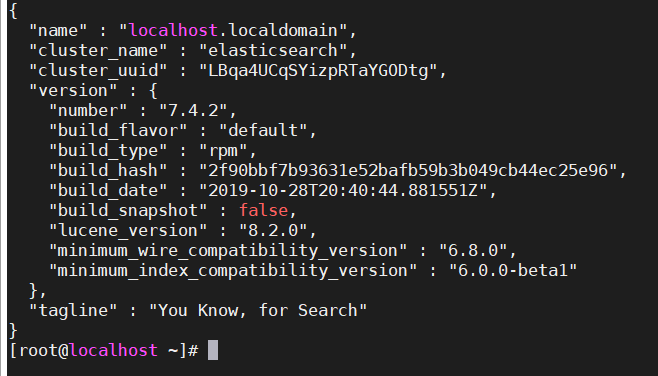 {
  "name" : "localhost.localdomain",
  "cluster_name" : "elasticsearch",
  "cluster_uuid" : "LBqa4UCqSYizpRTaYGODtg",
  "version" : {
    "number" : "7.4.2",
    "build_flavor" : "default",
    "build_type" : "rpm",
    "build_hash" : "2f90bbf7b93631e52bafb59b3b049cb44ec25e96",
    "build_date" : "2019-10-28T20:40:44.881551Z",
    "build_snapshot" : false,
    "lucene_version" : "8.2.0",
    "minimum_wire_compatibility_version" : "6.8.0",
    "minimum_index_compatibility_version" : "6.0.0-beta1"
  },
  "tagline" : "You Know, for Search"
}
[root@localhost ~]#